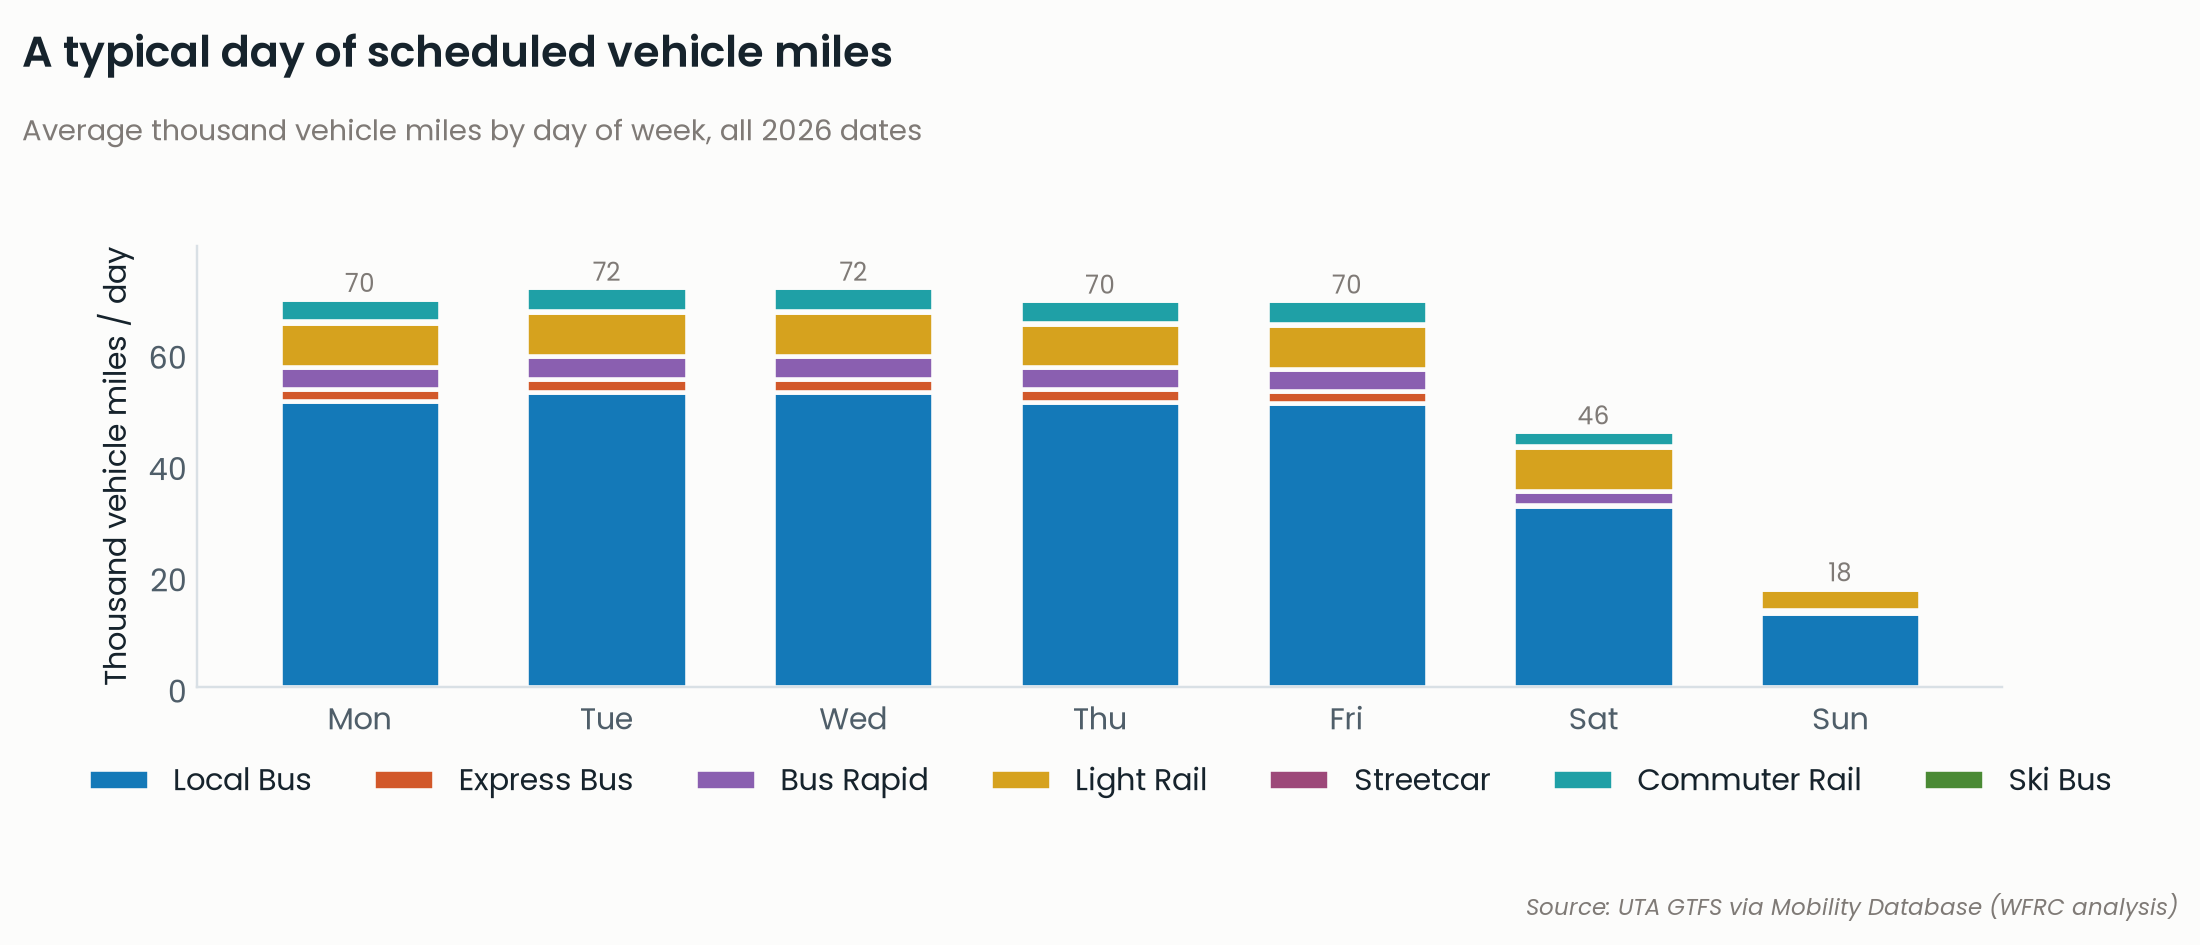 A typical day of scheduled vehicle miles
Average thousand vehicle miles by day of week, all 2026 dates
Thousand vehicle miles / day
60
40
20
0
70
72
72
70
70
46
18
Mon Tue Wed Thu Fri Sat Sun
Local Bus Express Bus Bus Rapid Light Rail Streetcar Commuter Rail Ski Bus
Source: UTA GTFS via Mobility Database (WFRC analysis)